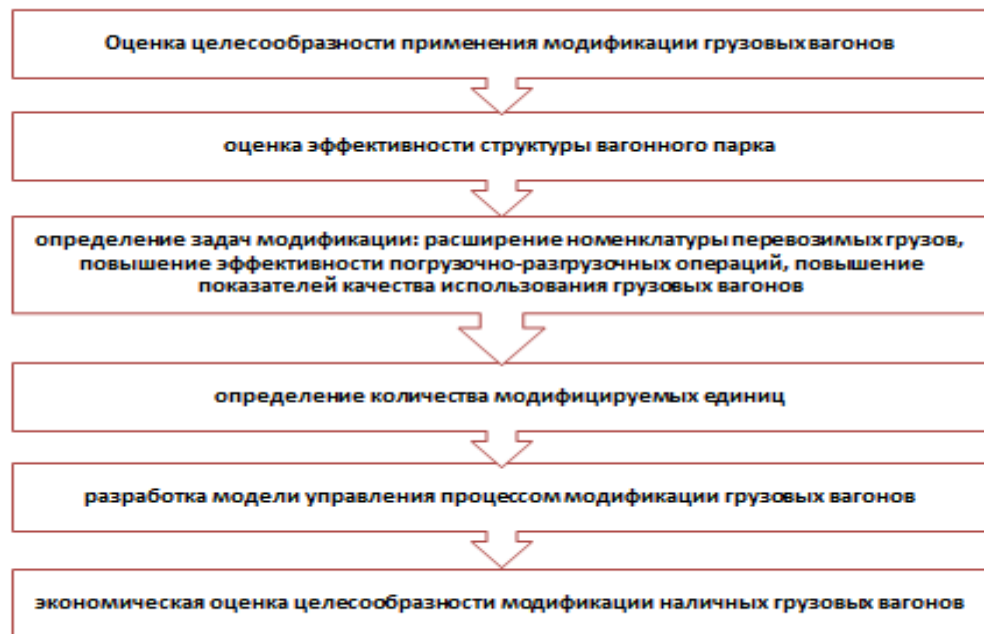 Оценка целесообразности применения модификации грузовых вагонов
оценка эффективности структуры вагонного парка
определение задач модификации: расширение номенклатуры перевозимых грузов,
повышение эффективности погрузочно-разгрузочных операций, повышение
показателей качества использования грузовых вагонов
определение количества модифицируемых единиц
разработка модели управления процессом модификации грузовых вагонов
экономическая оценка целесообразности модификации наличных грузовых вагонов